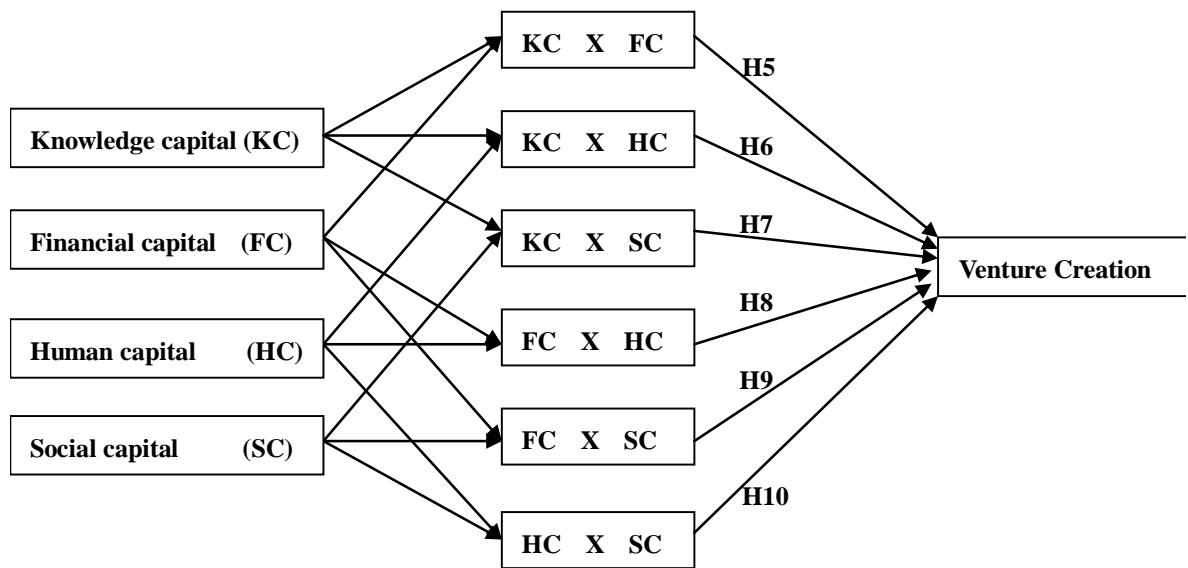 Knowledge capital (KC)
Financial capital (FC)
Human capital (HC)
Social capital (SC)
KC X FC
KC X HC
KC X SC
FC X HC
FC X SC
HC X SC
H5
H6
H7
H8
H9
H10
Venture Creation